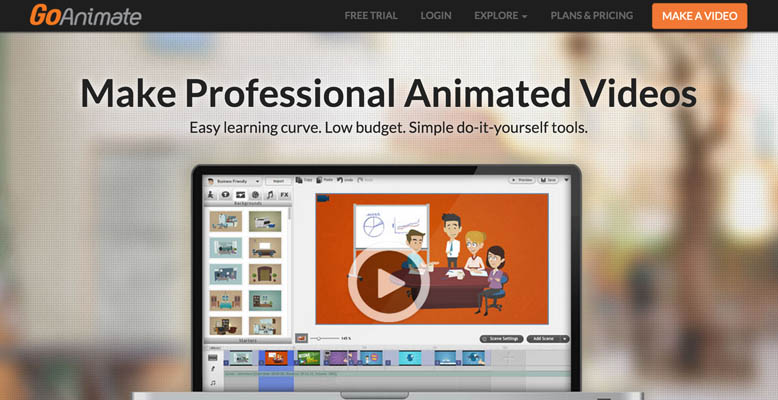 GoAnimate
FREE TRIAL LOGIN EXPLORE PLANS & PRICING MAKE A VIDEO
Make Professional Animated Videos
Easy learning curve. Low budget. Simple do-it-yourself tools.
Business Friendly Import Copy Paste Undo Redo Preview Save
FX
Backgrounds
145 %
Starters
Scene Settings Add Scene